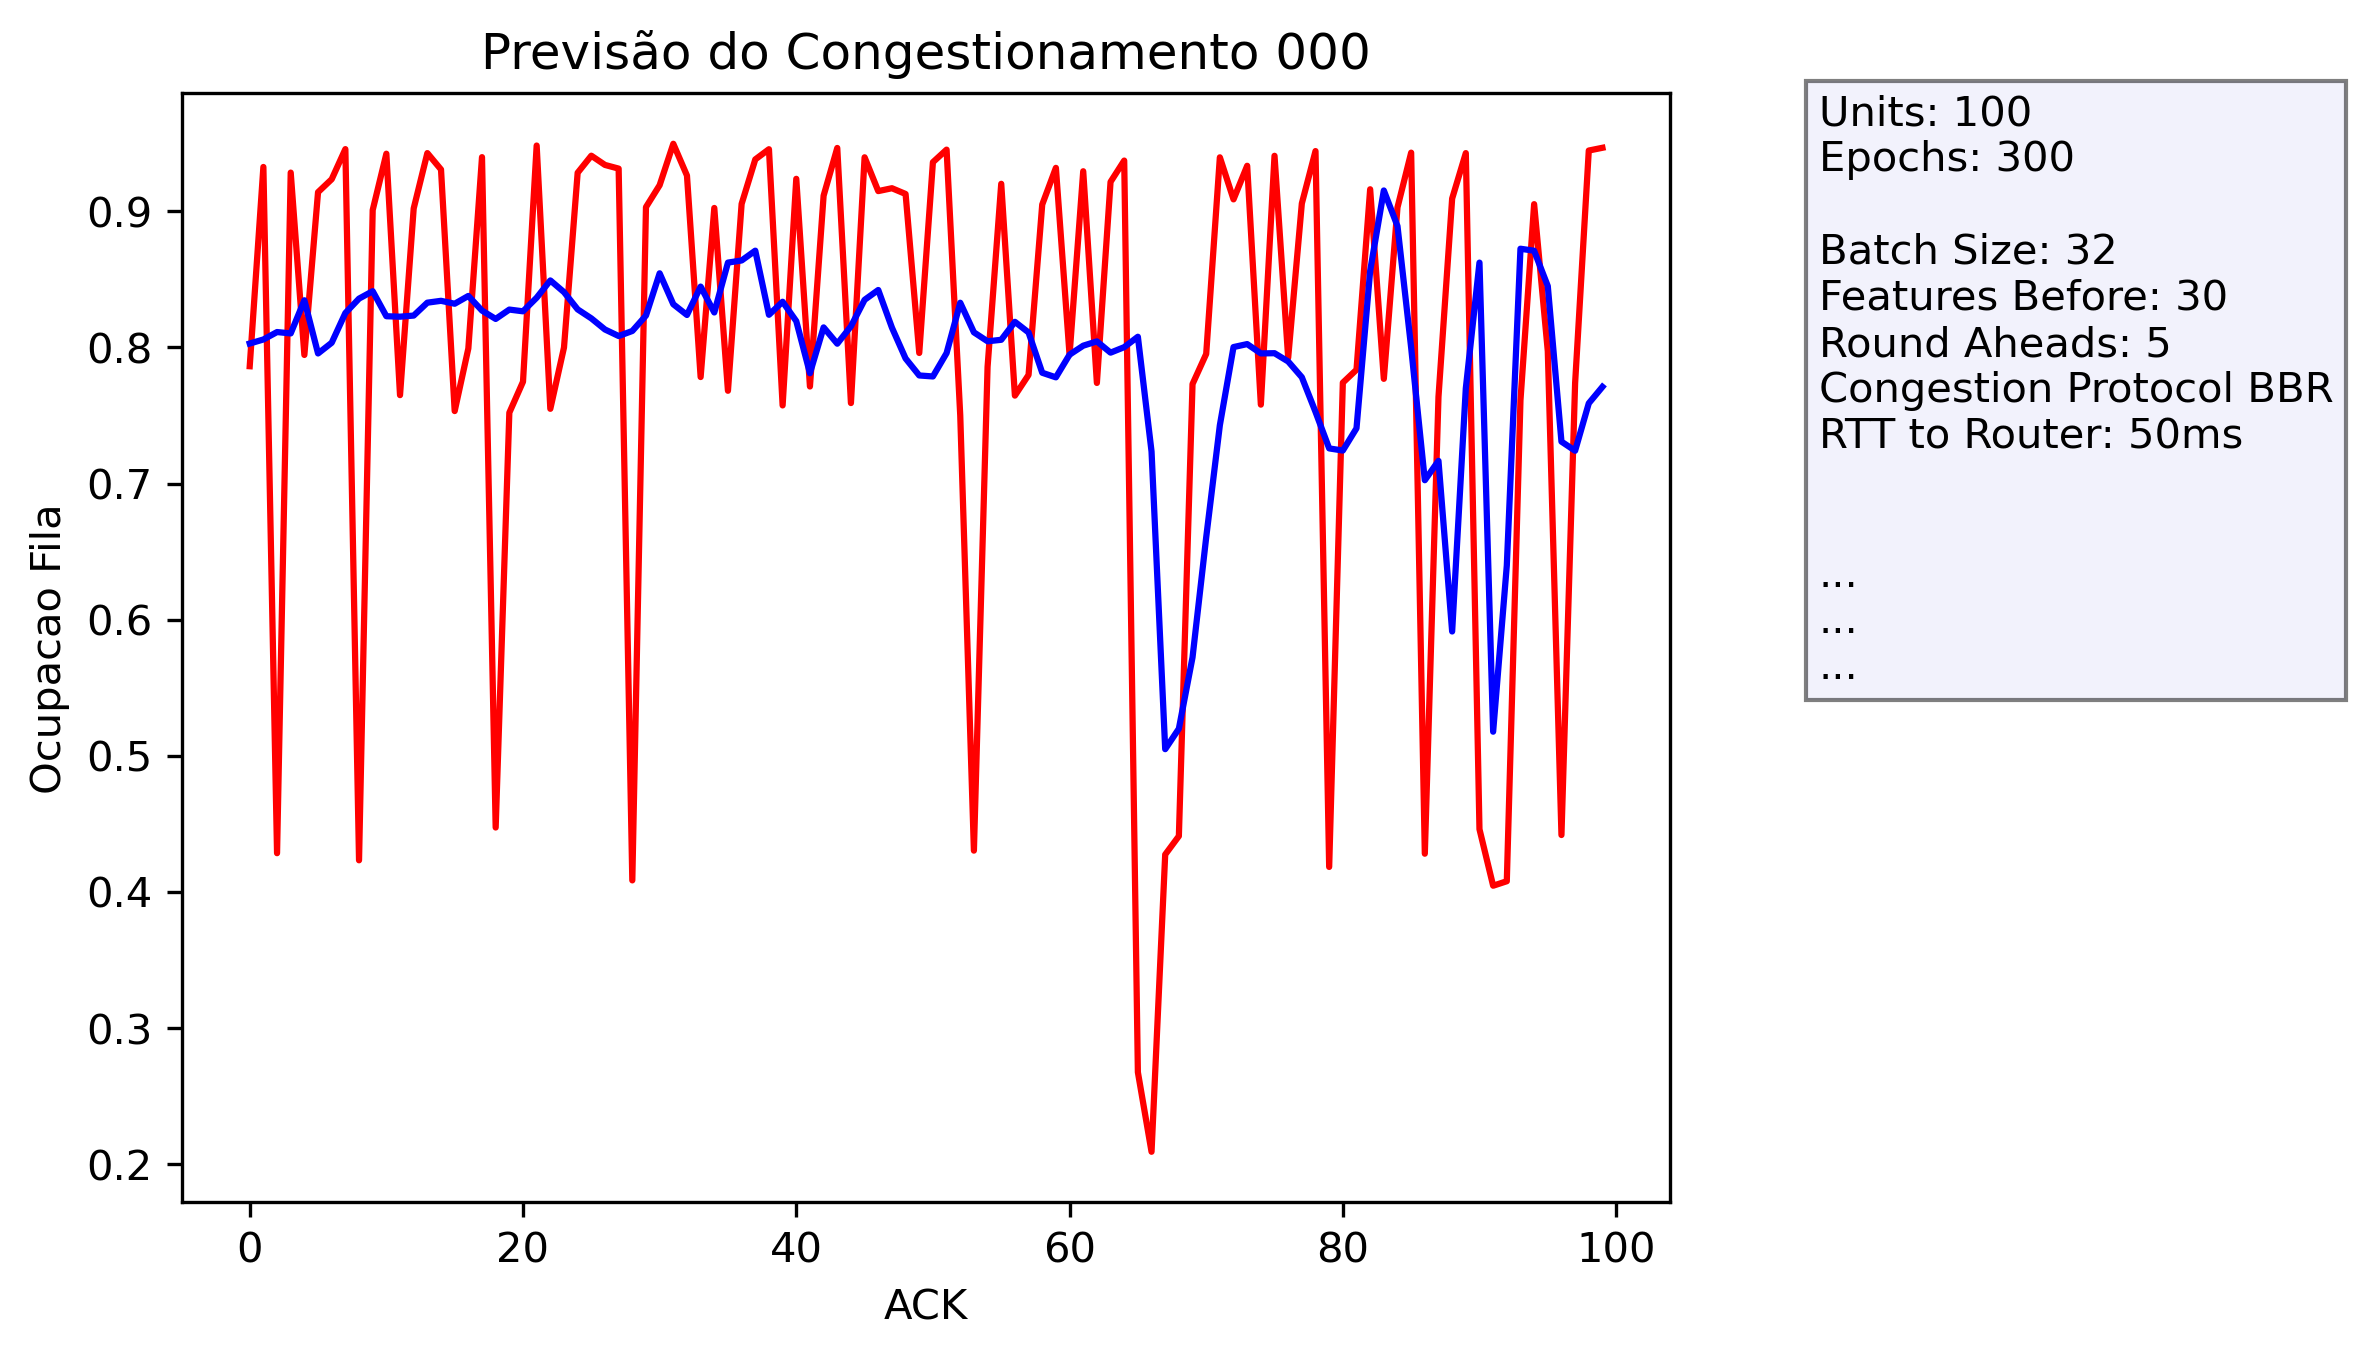 Previsão do Congestionamento 000
Ocupacao Fila
0.9
0.8
0.7
0.6
0.5
0.4
0.3
0.2
0 20 40 60 80 100
ACK
Units: 100
Epochs: 300
Batch Size: 32
Features Before: 30
Round Aheads: 5
Congestion Protocol BBR
RTT to Router: 50ms
...
...
...